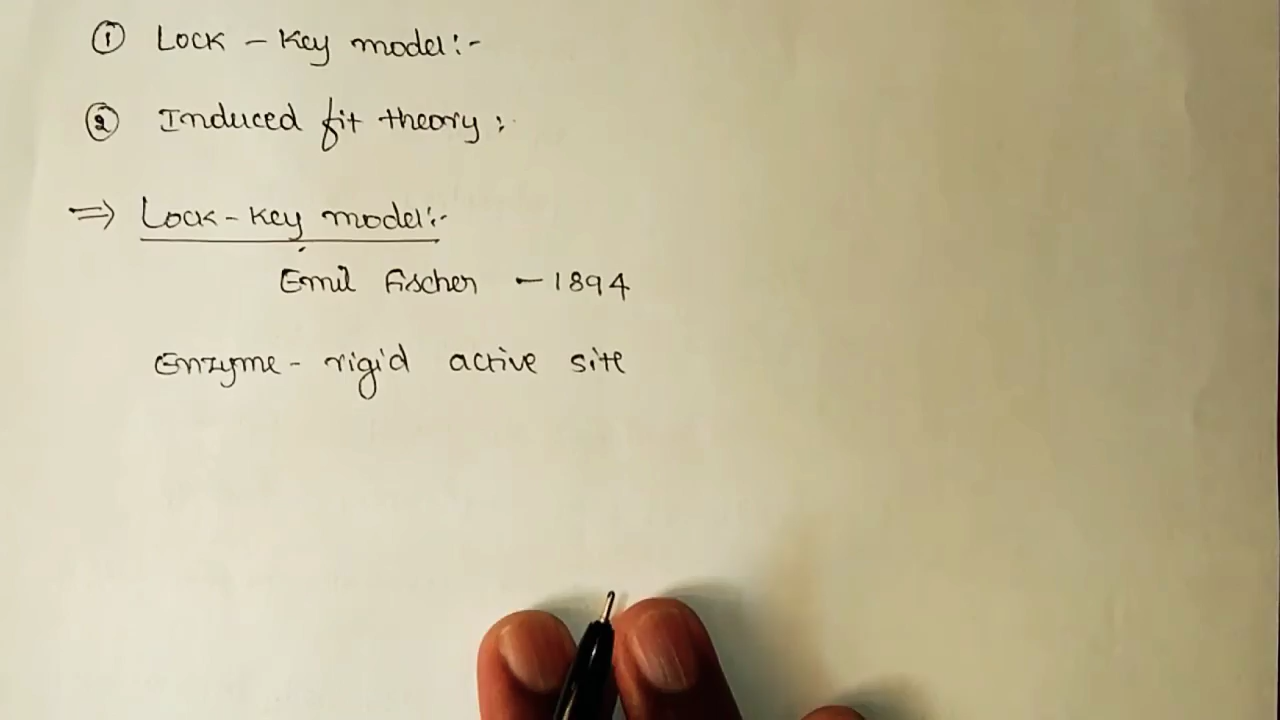 ① Lock - Key model:-
② Induced fit theory :
⇒ Lock - Key model:-
Emil Fischer - 1894
Enzyme - rigid active site